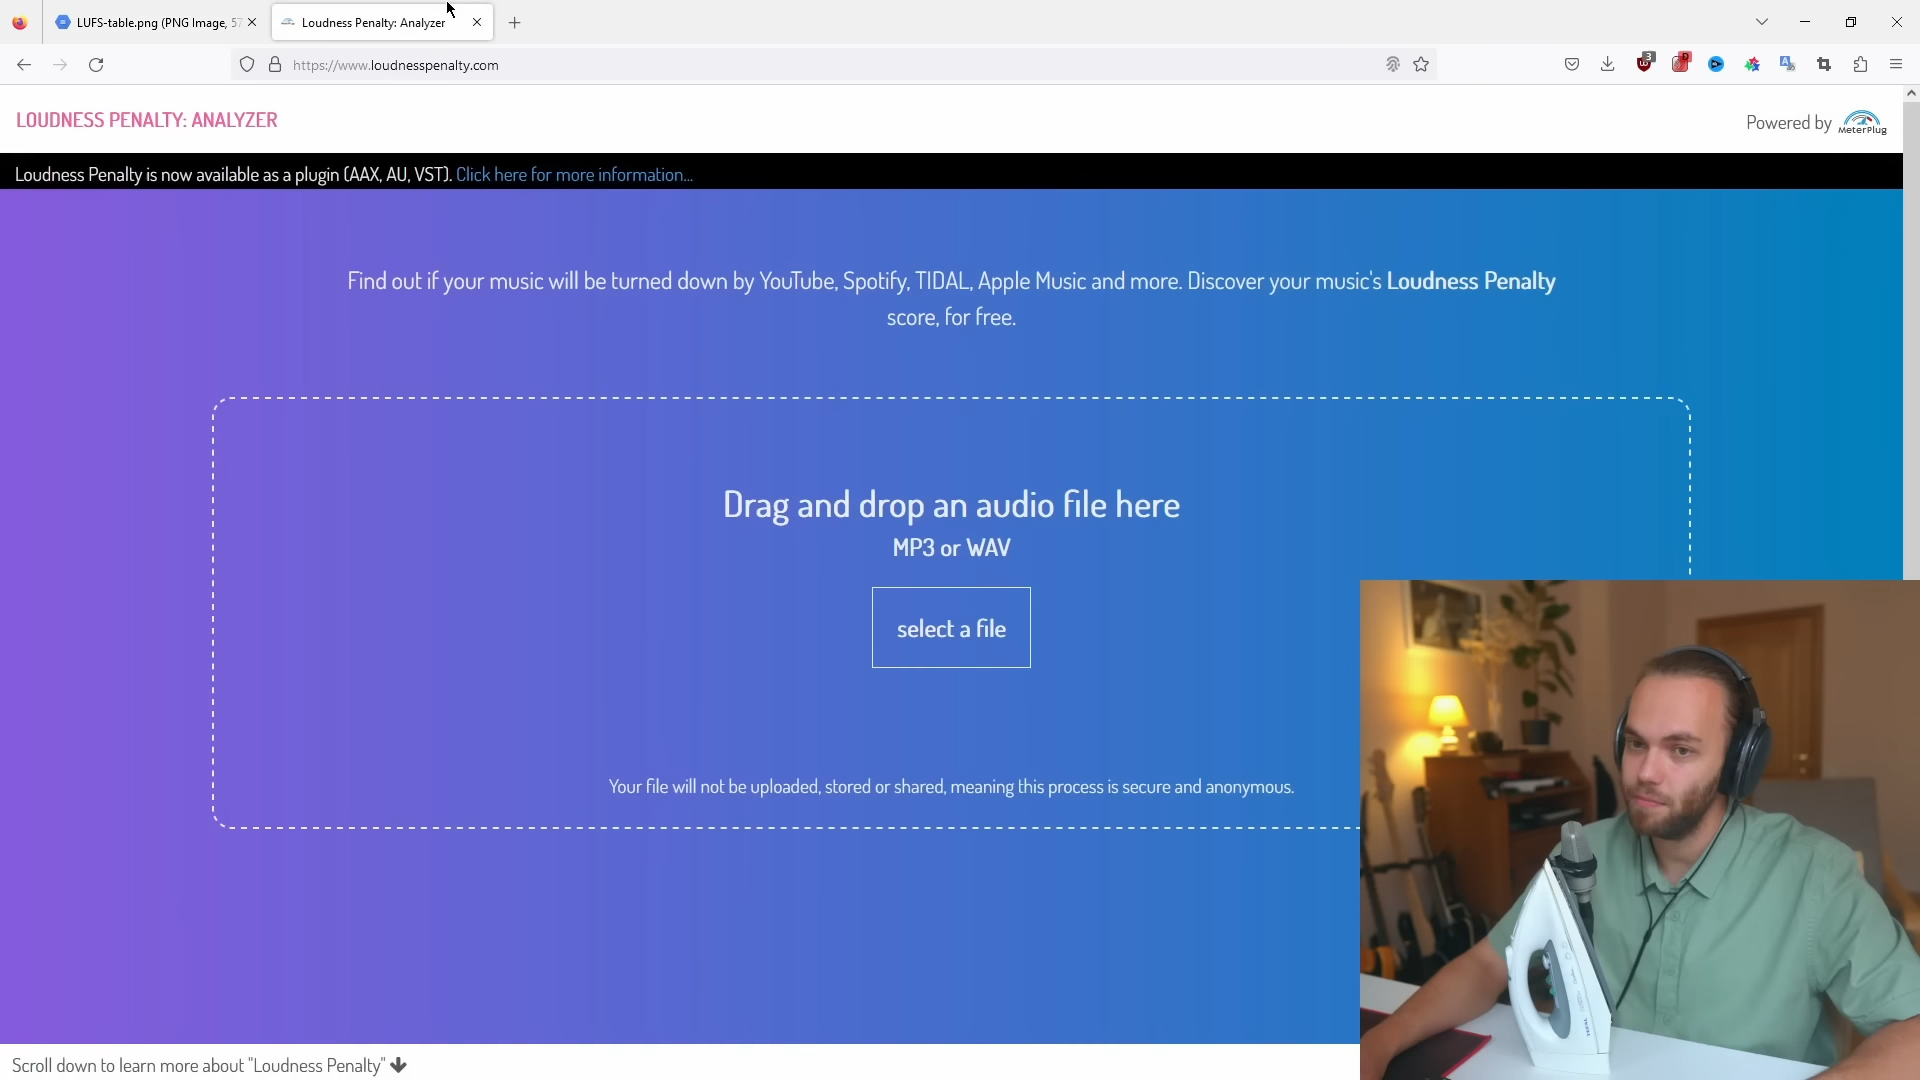 LUFS-table.png (PNG Image, 57
Loudness Penalty: Analyzer
https://www.loudnesspenalty.com
3
D
LOUDNESS PENALTY: ANALYZER
Powered by MeterPlug
Loudness Penalty is now available as a plugin (AAX, AU, VST). Click here for more information...
Find out if your music will be turned down by YouTube, Spotify, TIDAL, Apple Music and more. Discover your music's Loudness Penalty
score, for free.
Drag and drop an audio file here
MP3 or WAV
select a file
Your file will not be uploaded, stored or shared, meaning this process is secure and anonymous.
Scroll down to learn more about "Loudness Penalty"